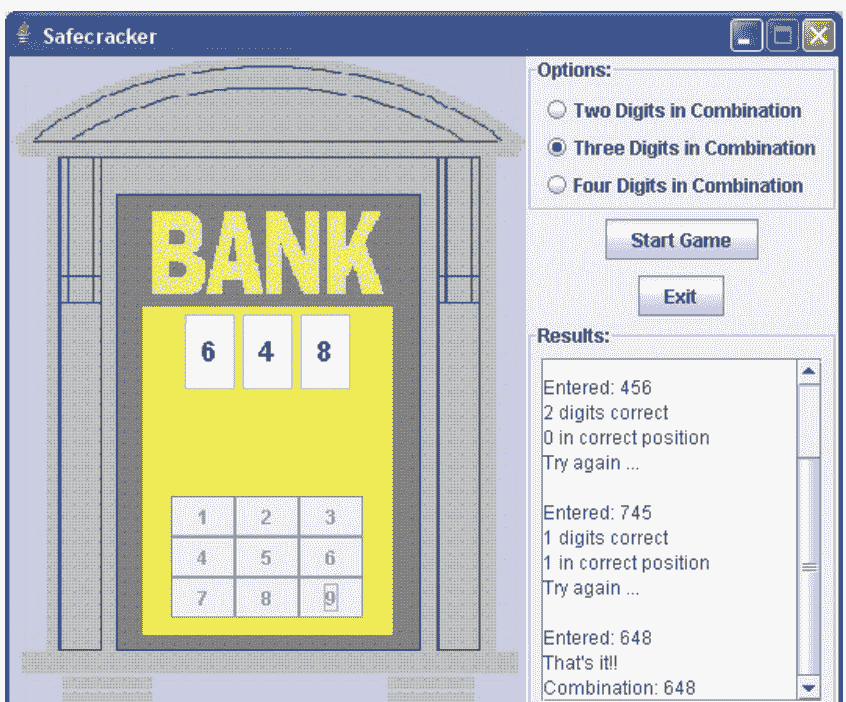 Safecracker
BANK
6 4 8
1 2 3
4 5 6
7 8 9
Options:
Two Digits in Combination
Three Digits in Combination
Four Digits in Combination
Start Game
Exit
Results:
Entered: 456
2 digits correct
0 in correct position
Try again ...
Entered: 745
1 digits correct
1 in correct position
Try again ...
Entered: 648
That's it!!
Combination: 648